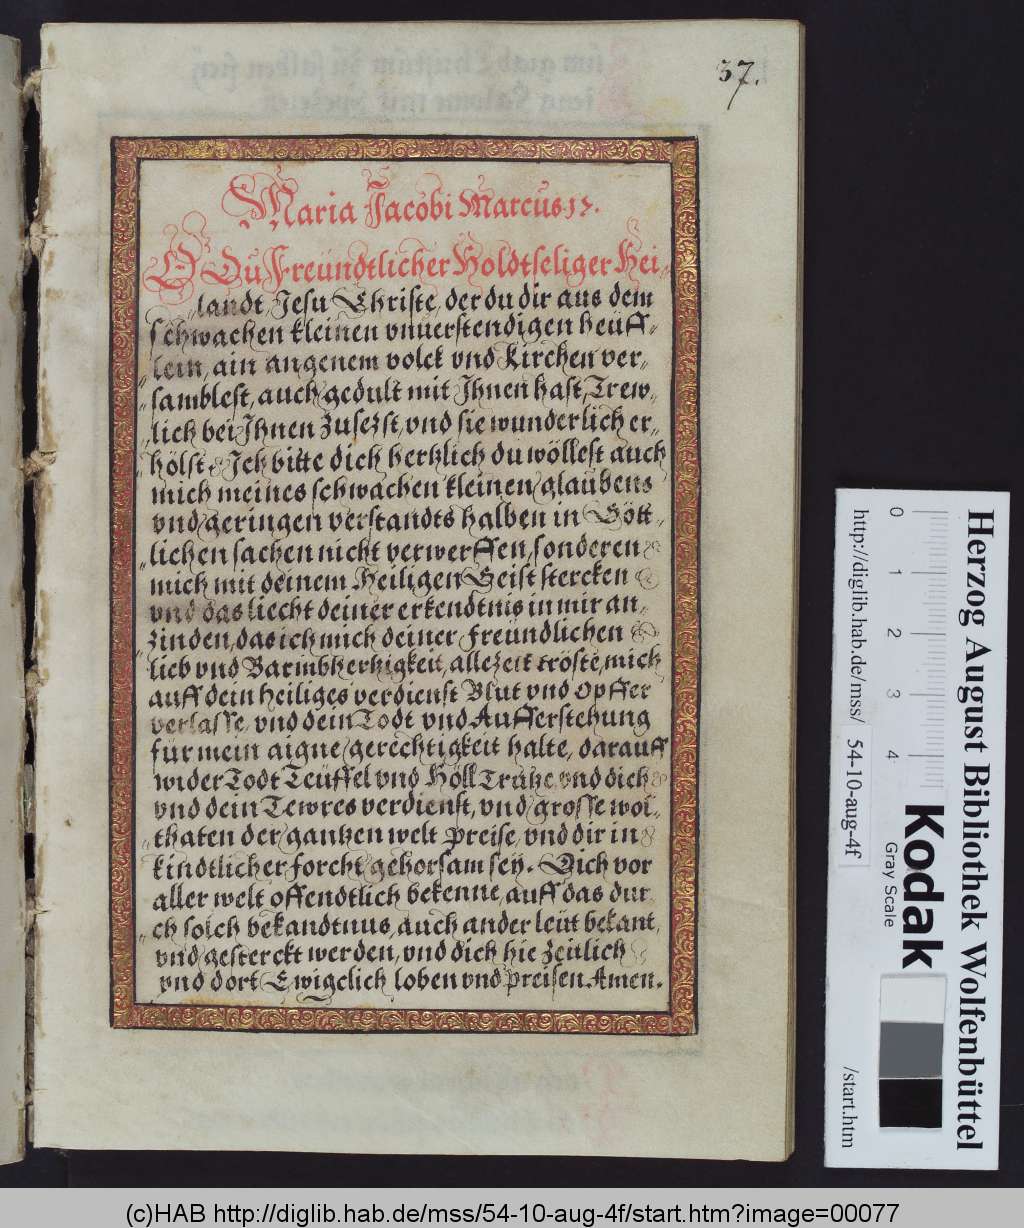 37.
Maria Jacobi Marcus 15.
O Du Freündtlicher Holdtseliger Hei=
=landt, Jesu Christe, der du dir aus dem
schwachen kleinen vnuerstendigen heüff=
=lein, ain angenem volck vnd Kirchen ver=
=samblest, auch gedult mit Ihnen hast, Trew=
=lich bei Ihnen Zusezst, vnd sie wunderlich er=
=hölst Ich bitte dich hertzlich du wöllest auch
mich meines schwachen kleinen glaubens
vnd geringen verstandts halben in Gött=
=lichen sachen nicht verwerffen, sonderen
mich mit deinem Heiligen Geist stercken
vnd das liecht deiner erkendtnis in mir an=
=zinden, das ich mich deiner, freündlichen
lieb vnd Barmbhertzigkeit, allezeit tröste, mich
auff dein heiliges verdienst Blut vnd Opffer
verlasse, vnd dein Todt vnd Aufferstehung
für mein aigne gerechtigkeit halte, darauff
wider Todt Teüffel vnd Höll Trutze vnd dich
vnd dein Tewres verdienst, vnd grosse wol=
=thaten der gantzen welt preise, vnd dir in
kindtlicher forcht gehorsam sey. Dich vor
aller welt offendtlich bekenne, auff das dur=
=ch solch bekandtnus, auch ander leüt bekant,
vnd gesterckt werden, vnd dich hie zeitlich
vnd dort Ewigclich loben vnd preisen Amen.
Herzog August Bibliothek Wolfenbüttel
Kodak
Gray Scale
0 1 2 3 4
http://diglib.hab.de/mss/ 54-10-aug-4f /start.htm
(c)HAB http://diglib.hab.de/mss/54-10-aug-4f/start.htm?image=00077